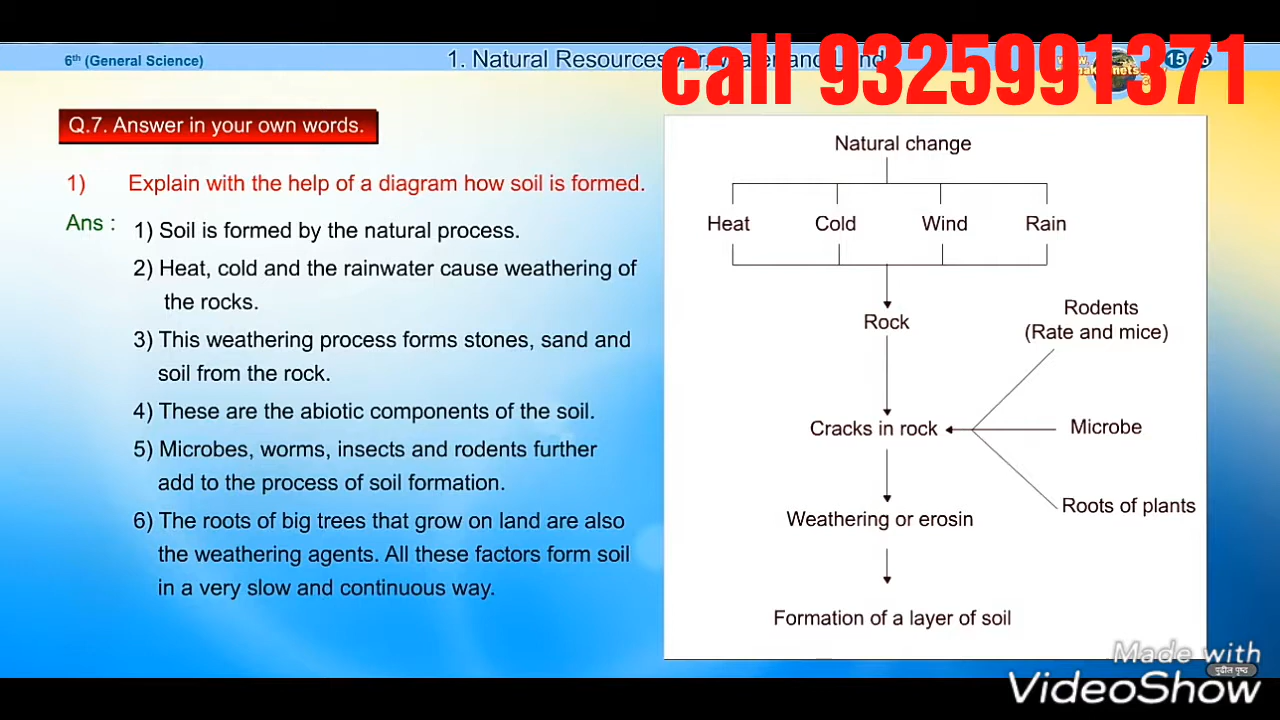 call 9325991371
6th (General Science)
1. Natural Resources
15
Q.7. Answer in your own words.
1) Explain with the help of a diagram how soil is formed.
Ans : 1) Soil is formed by the natural process.
2) Heat, cold and the rainwater cause weathering of
the rocks.
3) This weathering process forms stones, sand and
soil from the rock.
4) These are the abiotic components of the soil.
5) Microbes, worms, insects and rodents further
add to the process of soil formation.
6) The roots of big trees that grow on land are also
the weathering agents. All these factors form soil
in a very slow and continuous way.
Natural change
Heat Cold Wind Rain
Rock
Rodents
(Rate and mice)
Cracks in rock
Microbe
Roots of plants
Weathering or erosin
Formation of a layer of soil
Made with
पुढील पृष्ठ
VideoShow